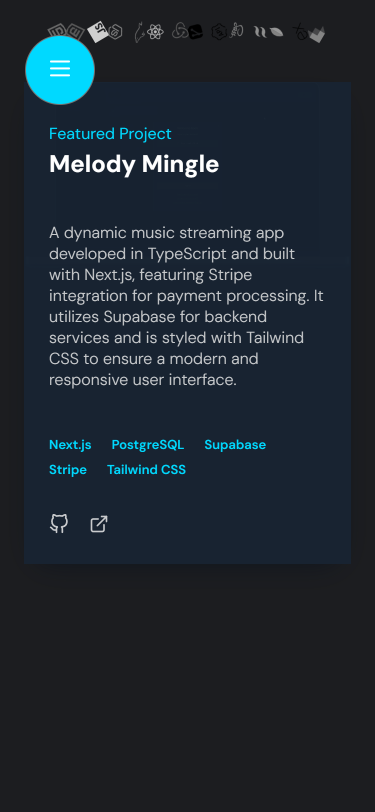 Featured Project
Melody Mingle
A dynamic music streaming app
developed in TypeScript and built
with Next.js, featuring Stripe
integration for payment processing. It
utilizes Supabase for backend
services and is styled with Tailwind
CSS to ensure a modern and
responsive user interface.
Next.js PostgreSQL Supabase
Stripe Tailwind CSS